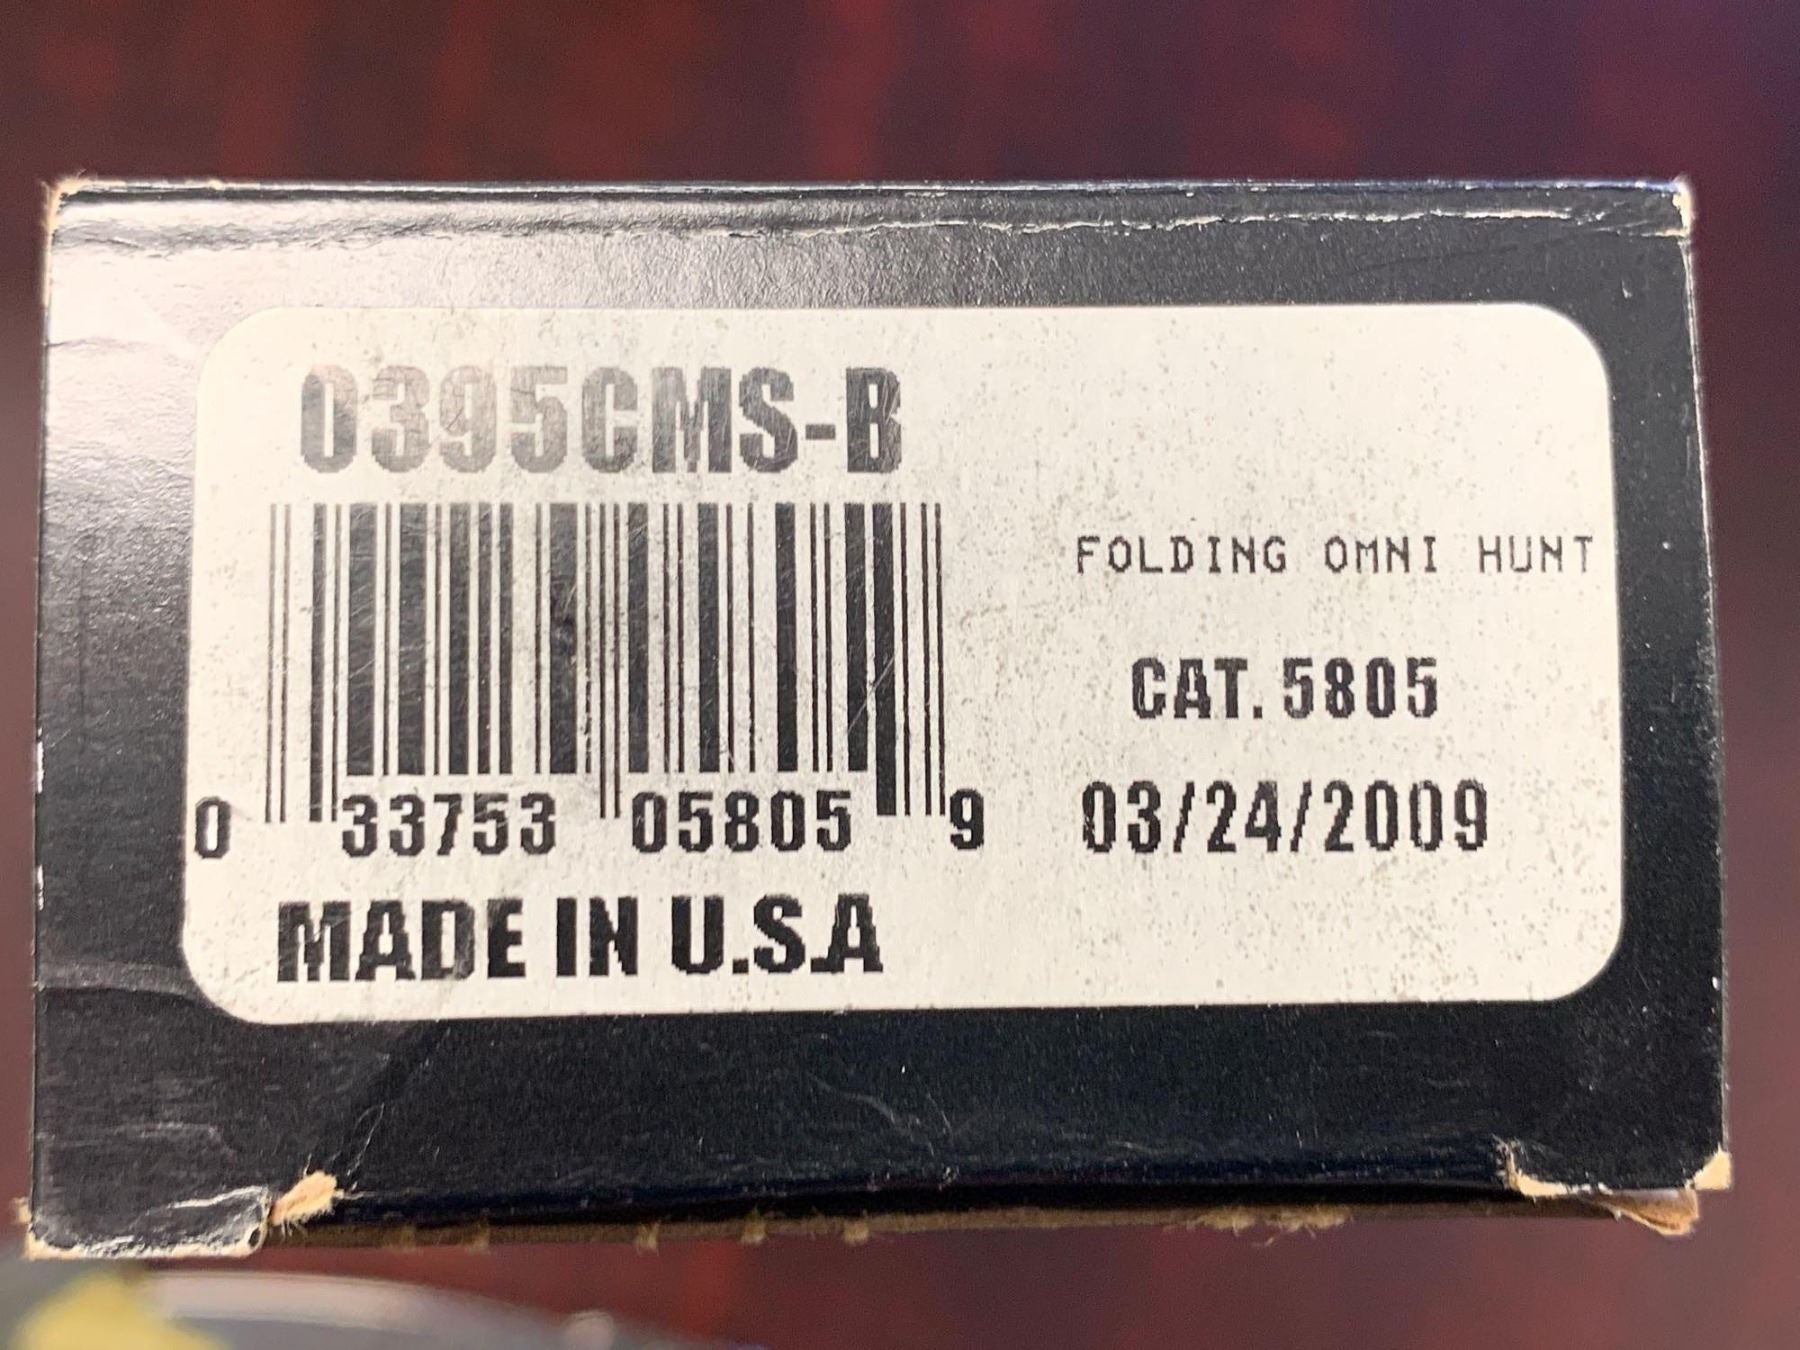 0395CMS-B
FOLDING OMNI HUNT
CAT. 5805
0 33753 05805 9
03/24/2009
MADE IN U.S.A